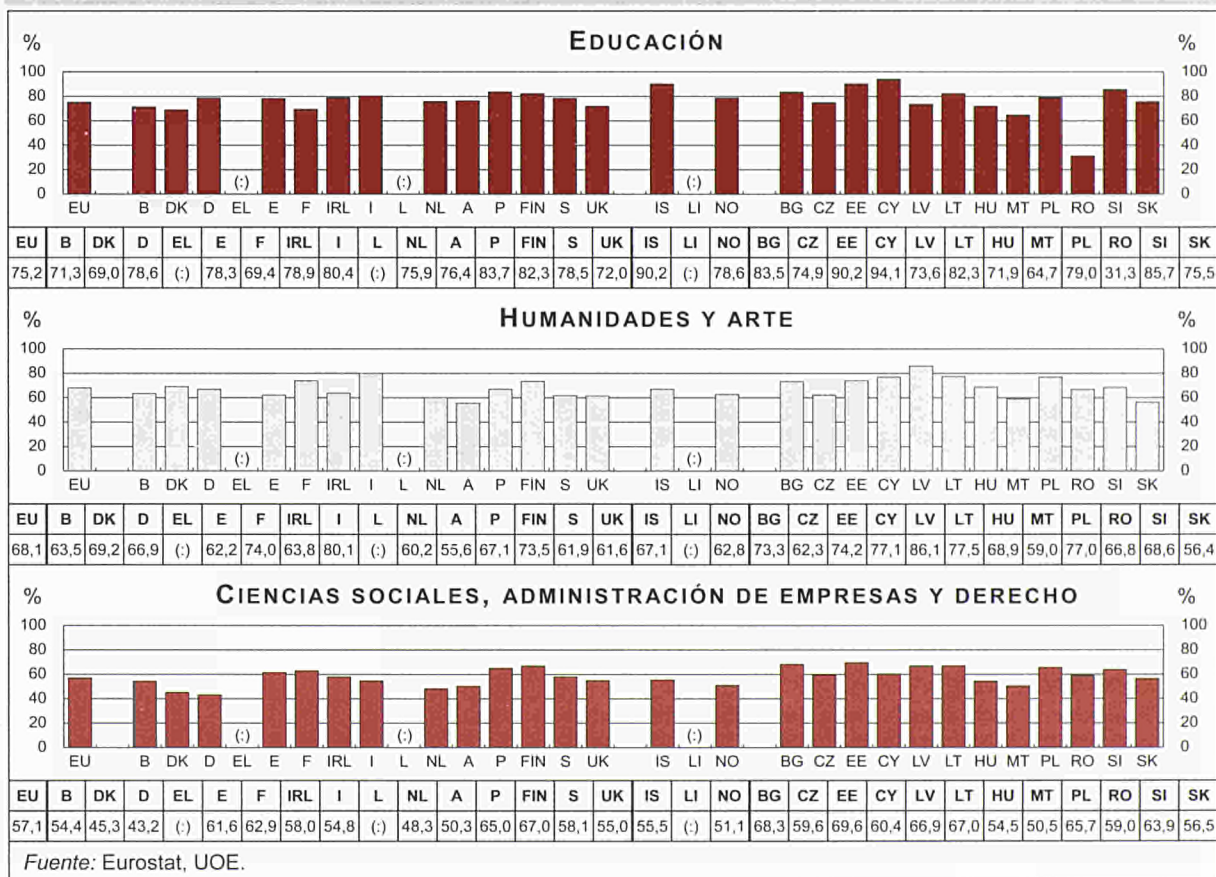 % EDUCACIÓN %
100 100
80 80
60 60
40 40
20 (:) (:) (:) 20
0 0
EU B DK D EL E F IRL I L NL A P FIN S UK IS LI NO BG CZ EE CY LV LT HU MT PL RO SI SK
EU B DK D EL E F IRL I L NL A P FIN S UK IS LI NO BG CZ EE CY LV LT HU MT PL RO SI SK
75,2 71,3 69,0 78,6 (:) 78,3 69,4 78,9 80,4 (:) 75,9 76,4 83,7 82,3 78,5 72,0 90,2 (:) 78,6 83,5 74,9 90,2 94,1 73,6 82,3 71,9 64,7 79,0 31,3 85,7 75,5
% HUMANIDADES Y ARTE %
100 100
80 80
60 60
40 40
20 (:) (:) (:) 20
0 0
EU B DK D EL E F IRL I L NL A P FIN S UK IS LI NO BG CZ EE CY LV LT HU MT PL RO SI SK
EU B DK D EL E F IRL I L NL A P FIN S UK IS LI NO BG CZ EE CY LV LT HU MT PL RO SI SK
68,1 63,5 69,2 66,9 (:) 62,2 74,0 63,8 80,1 (:) 60,2 55,6 67,1 73,5 61,9 61,6 67,1 (:) 62,8 73,3 62,3 74,2 77,1 86,1 77,5 68,9 59,0 77,0 66,8 68,6 56,4
% CIENCIAS SOCIALES, ADMINISTRACIÓN DE EMPRESAS Y DERECHO %
100 100
80 80
60 60
40 40
20 (:) (:) (:) 20
0 0
EU B DK D EL E F IRL I L NL A P FIN S UK IS LI NO BG CZ EE CY LV LT HU MT PL RO SI SK
EU B DK D EL E F IRL I L NL A P FIN S UK IS LI NO BG CZ EE CY LV LT HU MT PL RO SI SK
57,1 54,4 45,3 43,2 (:) 61,6 62,9 58,0 54,8 (:) 48,3 50,3 65,0 67,0 58,1 55,0 55,5 (:) 51,1 68,3 59,6 69,6 60,4 66,9 67,0 54,5 50,5 65,7 59,0 63,9 56,5
Fuente: Eurostat, UOE.